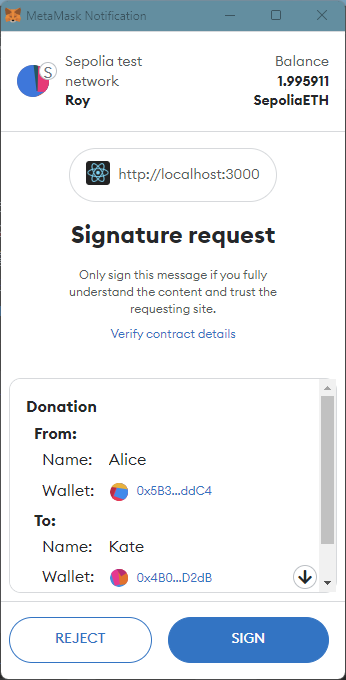 MetaMask Notification
Sepolia test
network
Roy
S
Balance
1.995911
SepoliaETH
http://localhost:3000
Signature request
Only sign this message if you fully
understand the content and trust the
requesting site.
Verify contract details
Donation
From:
Name: Alice
Wallet: 0x5B3...ddC4
To:
Name: Kate
Wallet: 0x4B0...D2dB
REJECT
SIGN